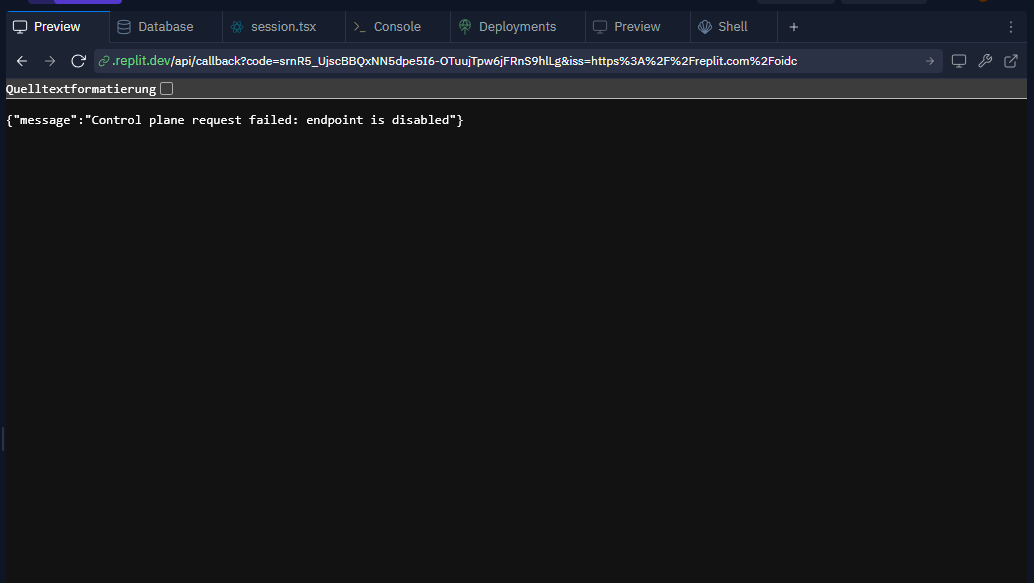 Preview Database session.tsx Console Deployments Preview Shell
.replit.dev/api/callback?code=srnR5_UjscBBQxNN5dpe5I6-OTuujTpw6jFRnS9hlLg&iss=https%3A%2F%2Freplit.com%2Foidc
Quelltextformatierung
{"message":"Control plane request failed: endpoint is disabled"}